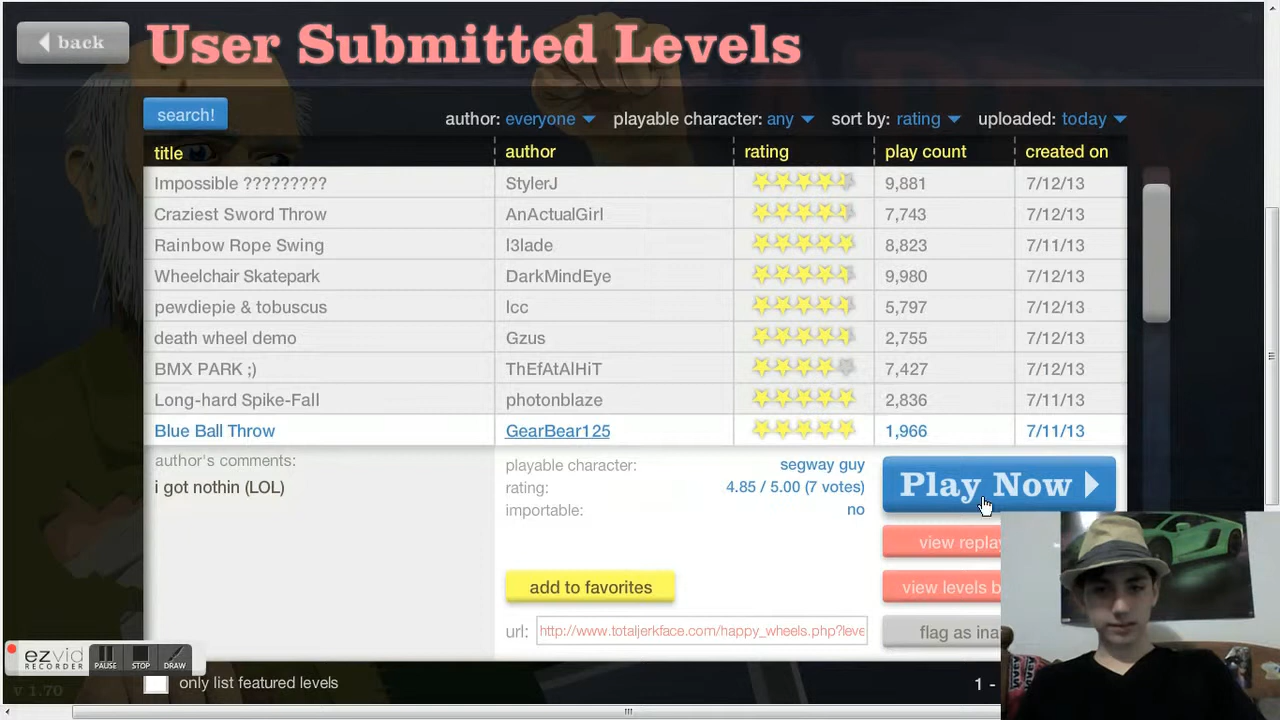 back
User Submitted Levels
search!
author: everyone playable character: any sort by: rating uploaded: today
title author rating play count created on
Impossible ????????? StylerJ 9,881 7/12/13
Craziest Sword Throw AnActualGirl 7,743 7/12/13
Rainbow Rope Swing I3lade 8,823 7/11/13
Wheelchair Skatepark DarkMindEye 9,980 7/12/13
pewdiepie & tobuscus Icc 5,797 7/12/13
death wheel demo Gzus 2,755 7/12/13
BMX PARK ;) ThEfAtAlHiT 7,427 7/12/13
Long-hard Spike-Fall photonblaze 2,836 7/11/13
Blue Ball Throw GearBear125 1,966 7/11/13
author's comments:
i got nothin (LOL)
playable character: segway guy
rating: 4.85 / 5.00 (7 votes)
importable: no
Play Now
view replay
view levels b
add to favorites
url: http://www.totaljerkface.com/happy_wheels.php?leve
flag as ina
ezvid
RECORDER
PAUSE STOP DRAW
v 1.70
only list featured levels
1 -